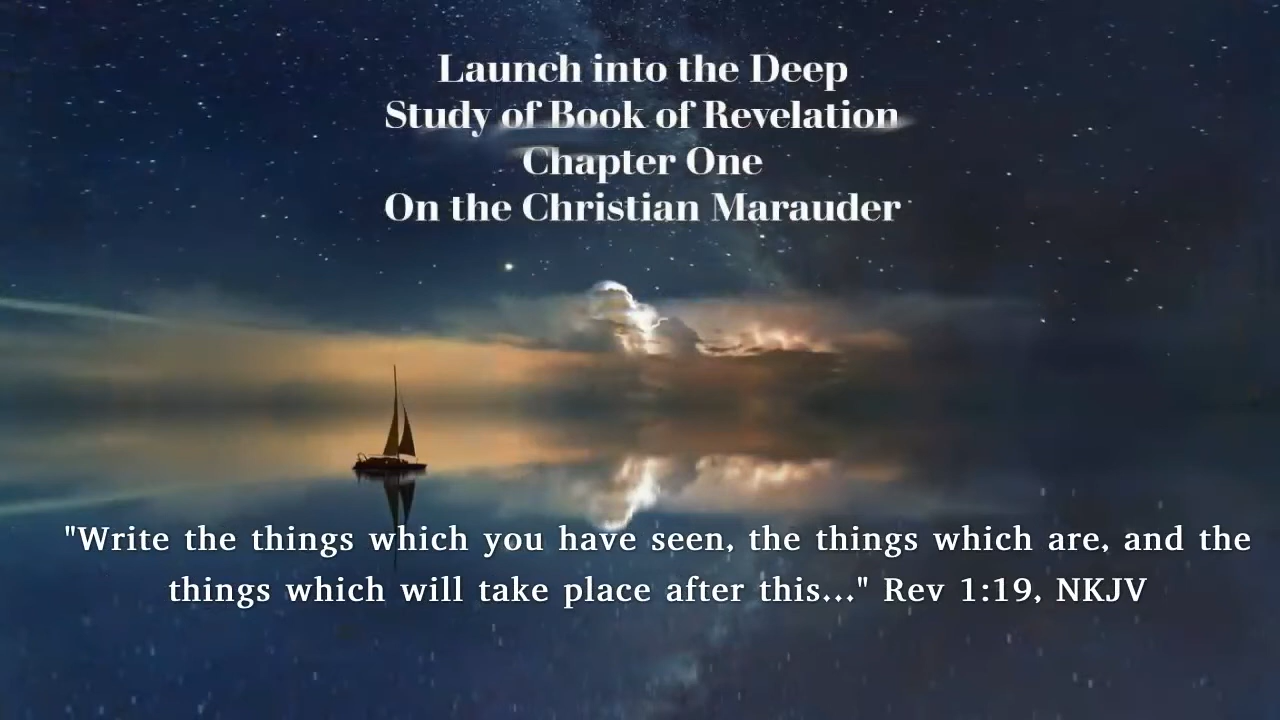 Launch into the Deep
Study of Book of Revelation
Chapter One
On the Christian Marauder
"Write the things which you have seen, the things which are, and the
things which will take place after this..." Rev 1:19, NKJV